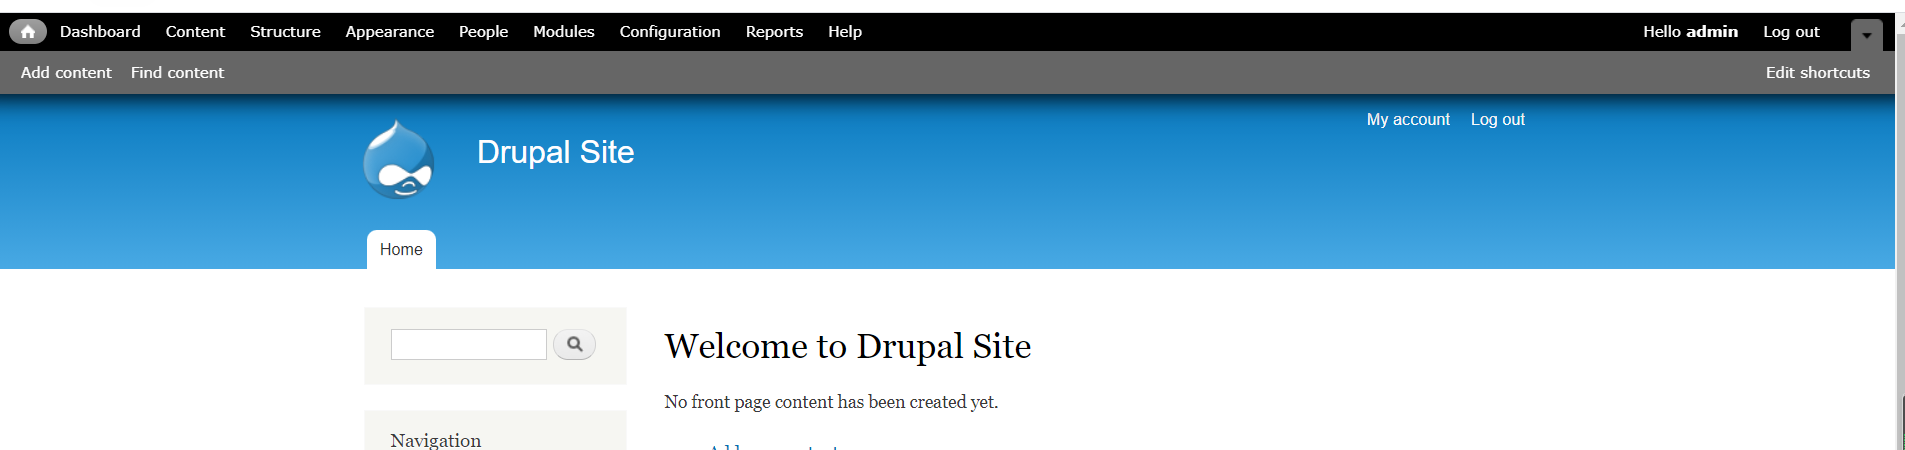 Dashboard Content Structure Appearance People Modules Configuration Reports Help Hello admin Log out
Add content Find content Edit shortcuts
My account Log out
Drupal Site
Home
Welcome to Drupal Site
No front page content has been created yet.
Navigation